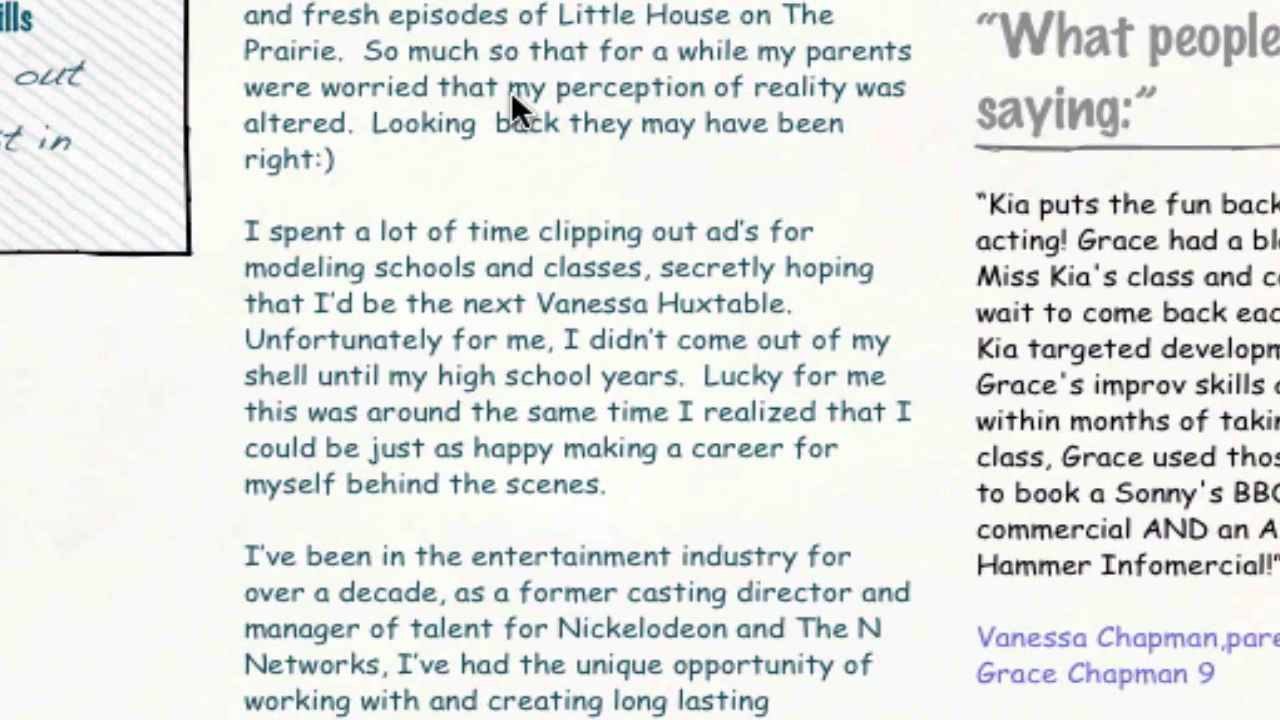 ills
out
st in
and fresh episodes of Little House on The
Prairie.  So much so that for a while my parents
were worried that my perception of reality was
altered.  Looking  back they may have been
right:)
I spent a lot of time clipping out ad's for
modeling schools and classes, secretly hoping
that I'd be the next Vanessa Huxtable.
Unfortunately for me, I didn't come out of my
shell until my high school years.  Lucky for me
this was around the same time I realized that I
could be just as happy making a career for
myself behind the scenes.
I've been in the entertainment industry for
over a decade, as a former casting director and
manager of talent for Nickelodeon and The N
Networks, I've had the unique opportunity of
working with and creating long lasting
"What people
saying:"
"Kia puts the fun back
acting! Grace had a bl
Miss Kia's class and c
wait to come back eac
Kia targeted developm
Grace's improv skills
within months of takin
class, Grace used thos
to book a Sonny's BBQ
commercial AND an A
Hammer Infomercial!"
Vanessa Chapman,pare
Grace Chapman 9